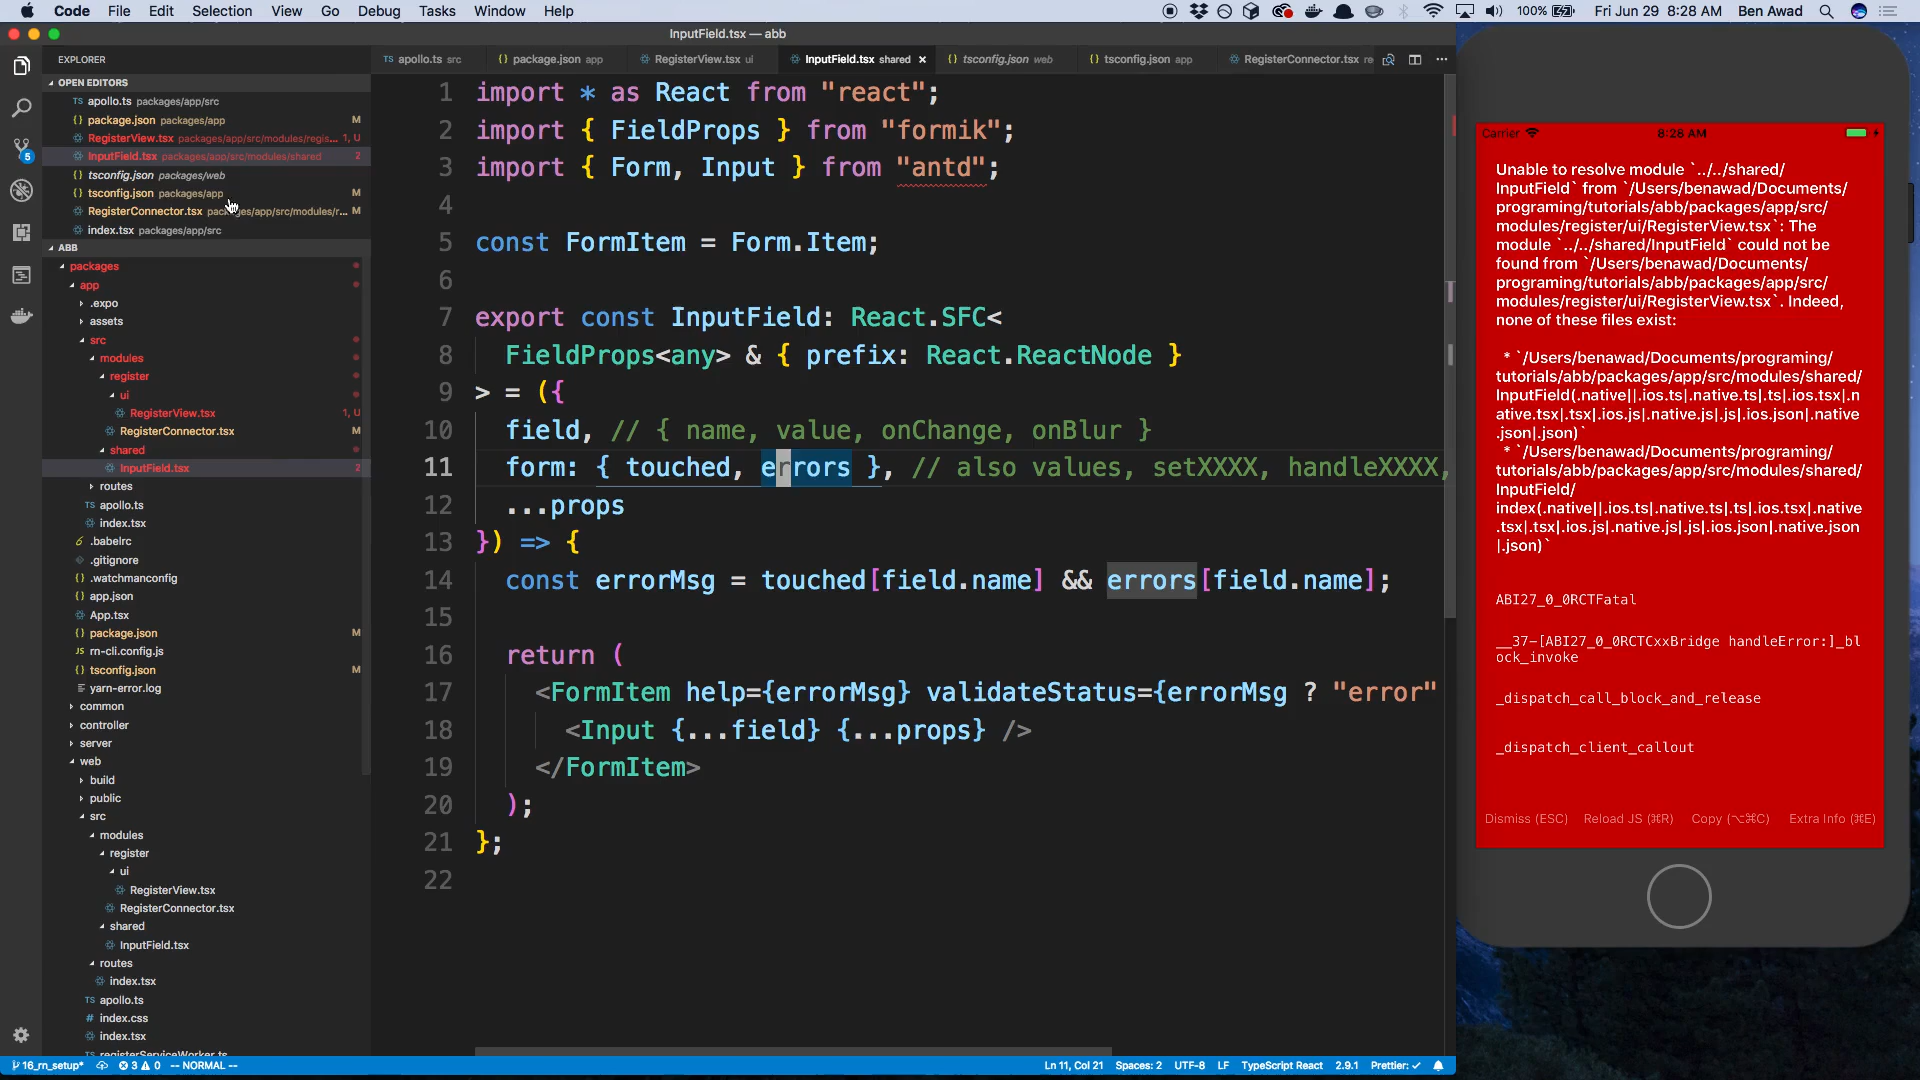 Code File Edit Selection View Go Debug Tasks Window Help
100% Fri Jun 29 8:28 AM Ben Awad
InputField.tsx — abb
EXPLORER
OPEN EDITORS
TS apollo.ts packages/app/src
{} package.json packages/app M
RegisterView.tsx packages/app/src/modules/regis... 1, U
InputField.tsx packages/app/src/modules/shared 2
{} tsconfig.json packages/web
{} tsconfig.json packages/app M
RegisterConnector.tsx packages/app/src/modules/r... M
index.tsx packages/app/src
ABB
packages
app
.expo
assets
src
modules
register
ui
RegisterView.tsx 1, U
RegisterConnector.tsx M
shared
InputField.tsx 2
routes
TS apollo.ts
index.tsx
.babelrc
.gitignore
{} .watchmanconfig
{} app.json
App.tsx
{} package.json M
JS rn-cli.config.js
{} tsconfig.json M
yarn-error.log
common
controller
server
web
build
public
src
modules
register
ui
RegisterView.tsx
RegisterConnector.tsx
shared
InputField.tsx
routes
index.tsx
TS apollo.ts
# index.css
index.tsx
registerServiceWorker.ts
TS apollo.ts src {} package.json app RegisterView.tsx ui InputField.tsx shared × {} tsconfig.json web {} tsconfig.json app RegisterConnector.tsx re
1 import * as React from "react";
2 import { FieldProps } from "formik";
3 import { Form, Input } from "antd";
4
5 const FormItem = Form.Item;
6
7 export const InputField: React.SFC<
8 FieldProps<any> & { prefix: React.ReactNode }
9 > = ({
10 field, // { name, value, onChange, onBlur }
11 form: { touched, errors }, // also values, setXXXX, handleXXXX,
12 ...props
13 }) => {
14 const errorMsg = touched[field.name] && errors[field.name];
15
16 return (
17 <FormItem help={errorMsg} validateStatus={errorMsg ? "error"
18 <Input {...field} {...props} />
19 </FormItem>
20 );
21 };
22
16_rn_setup* 3 0 -- NORMAL -- Ln 11, Col 21 Spaces: 2 UTF-8 LF TypeScript React 2.9.1 Prettier: ✓
Carrier 8:28 AM
Unable to resolve module `../../shared/
InputField` from `/Users/benawad/Documents/
programing/tutorials/abb/packages/app/src/
modules/register/ui/RegisterView.tsx`: The
module `../../shared/InputField` could not be
found from `/Users/benawad/Documents/
programing/tutorials/abb/packages/app/src/
modules/register/ui/RegisterView.tsx`. Indeed,
none of these files exist:
* `/Users/benawad/Documents/programing/
tutorials/abb/packages/app/src/modules/shared/
InputField(.native||.ios.ts|.native.ts|.ts|.ios.tsx|.n
ative.tsx|.tsx|.ios.js|.native.js|.js|.ios.json|.native
.json|.json)`
* `/Users/benawad/Documents/programing/
tutorials/abb/packages/app/src/modules/shared/
InputField/
index(.native||.ios.ts|.native.ts|.ts|.ios.tsx|.native
.tsx|.tsx|.ios.js|.native.js|.js|.ios.json|.native.json
|.json)`
ABI27_0_0RCTFatal
__37-[ABI27_0_0RCTCxxBridge handleError:]_bl
ock_invoke
_dispatch_call_block_and_release
_dispatch_client_callout
Dismiss (ESC) Reload JS (⌘R) Copy (⌥⌘C) Extra Info (⌘E)